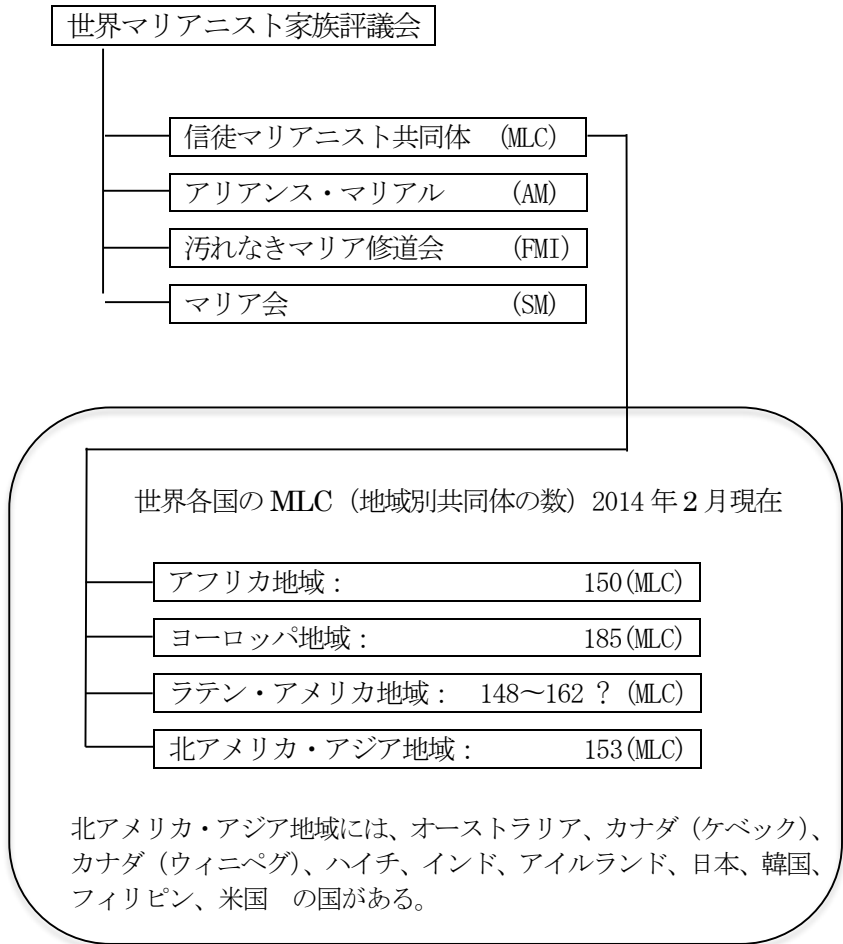 世界マリアニスト家族評議会
信徒マリアニスト共同体 (MLC)
アリアンス・マリアル (AM)
汚れなきマリア修道会 (FMI)
マリア会 (SM)
世界各国の MLC（地域別共同体の数）2014 年 2 月現在
アフリカ地域： 150(MLC)
ヨーロッパ地域： 185(MLC)
ラテン・アメリカ地域： 148～162 ？ (MLC)
北アメリカ・アジア地域： 153(MLC)
北アメリカ・アジア地域には、オーストラリア、カナダ（ケベック）、
カナダ（ウィニペグ）、ハイチ、インド、アイルランド、日本、韓国、
フィリピン、米国　の国がある。